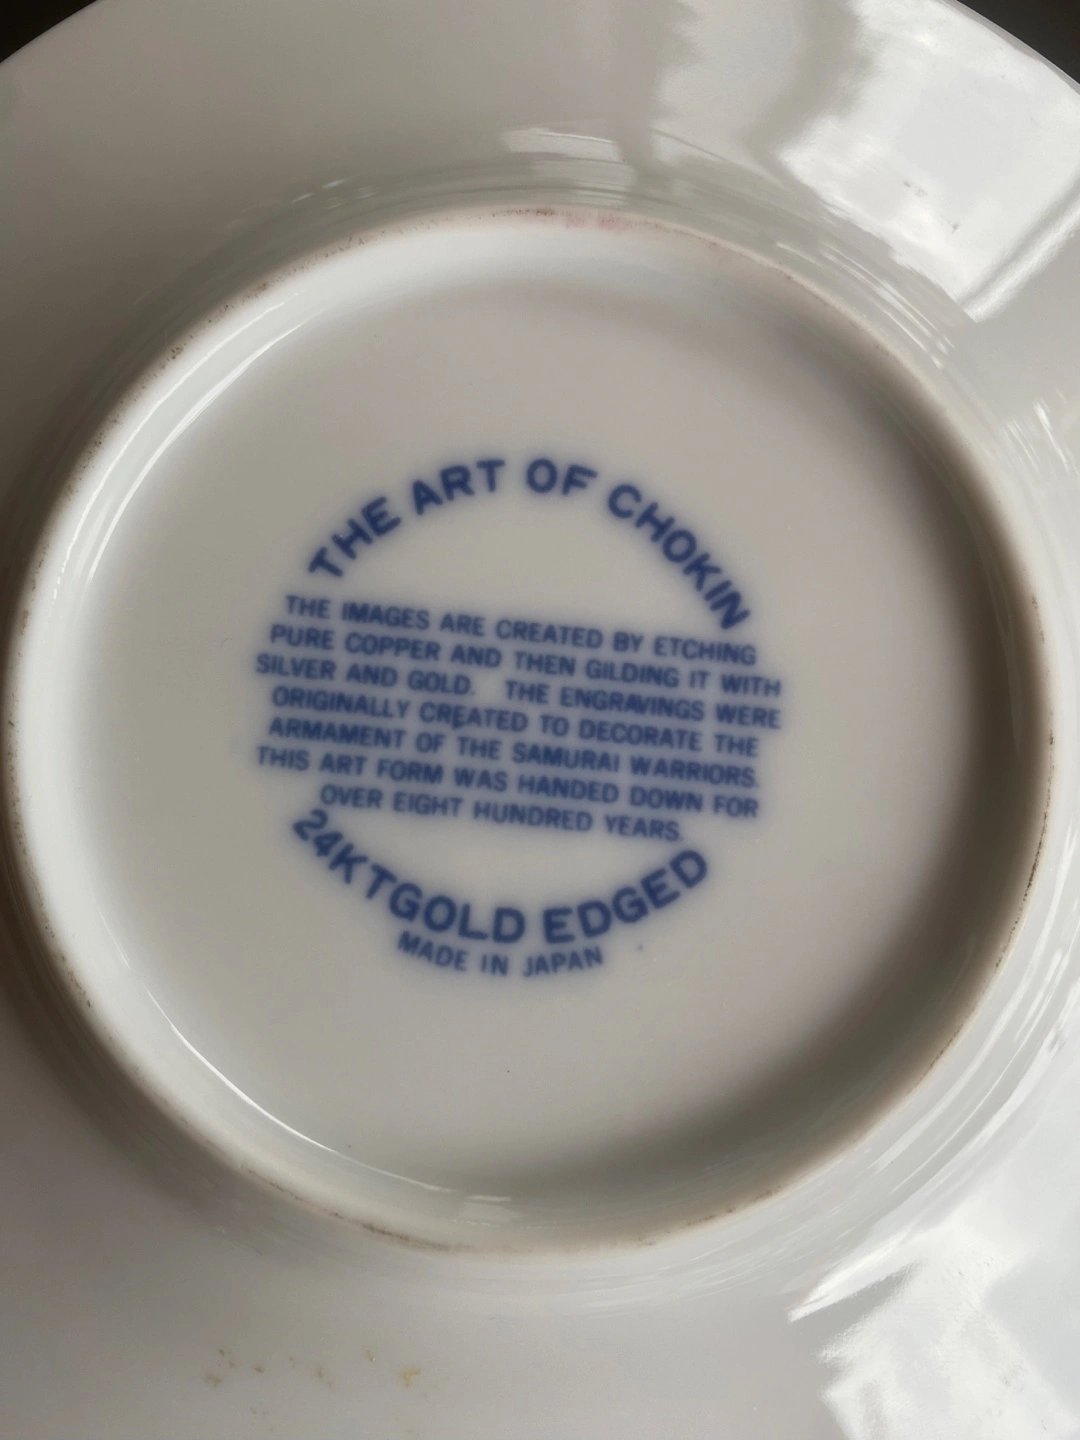 THE ART OF CHOKIN
THE IMAGES ARE CREATED BY ETCHING
PURE COPPER AND THEN GILDING IT WITH
SILVER AND GOLD. THE ENGRAVINGS WERE
ORIGINALLY CREATED TO DECORATE THE
ARMAMENT OF THE SAMURAI WARRIORS.
THIS ART FORM WAS HANDED DOWN FOR
OVER EIGHT HUNDRED YEARS.
24KTGOLD EDGED
MADE IN JAPAN